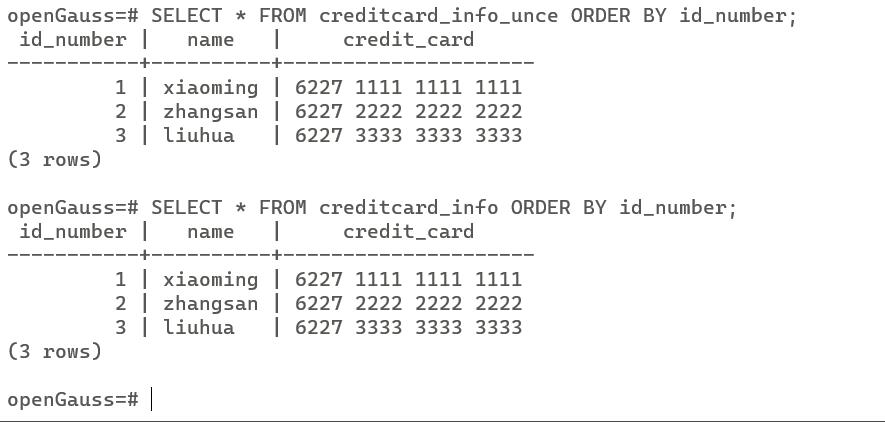 openGauss=# SELECT * FROM creditcard_info_unce ORDER BY id_number;
 id_number |   name   |     credit_card
-----------+----------+---------------------
         1 | xiaoming | 6227 1111 1111 1111
         2 | zhangsan | 6227 2222 2222 2222
         3 | liuhua   | 6227 3333 3333 3333
(3 rows)

openGauss=# SELECT * FROM creditcard_info ORDER BY id_number;
 id_number |   name   |     credit_card
-----------+----------+---------------------
         1 | xiaoming | 6227 1111 1111 1111
         2 | zhangsan | 6227 2222 2222 2222
         3 | liuhua   | 6227 3333 3333 3333
(3 rows)

openGauss=#